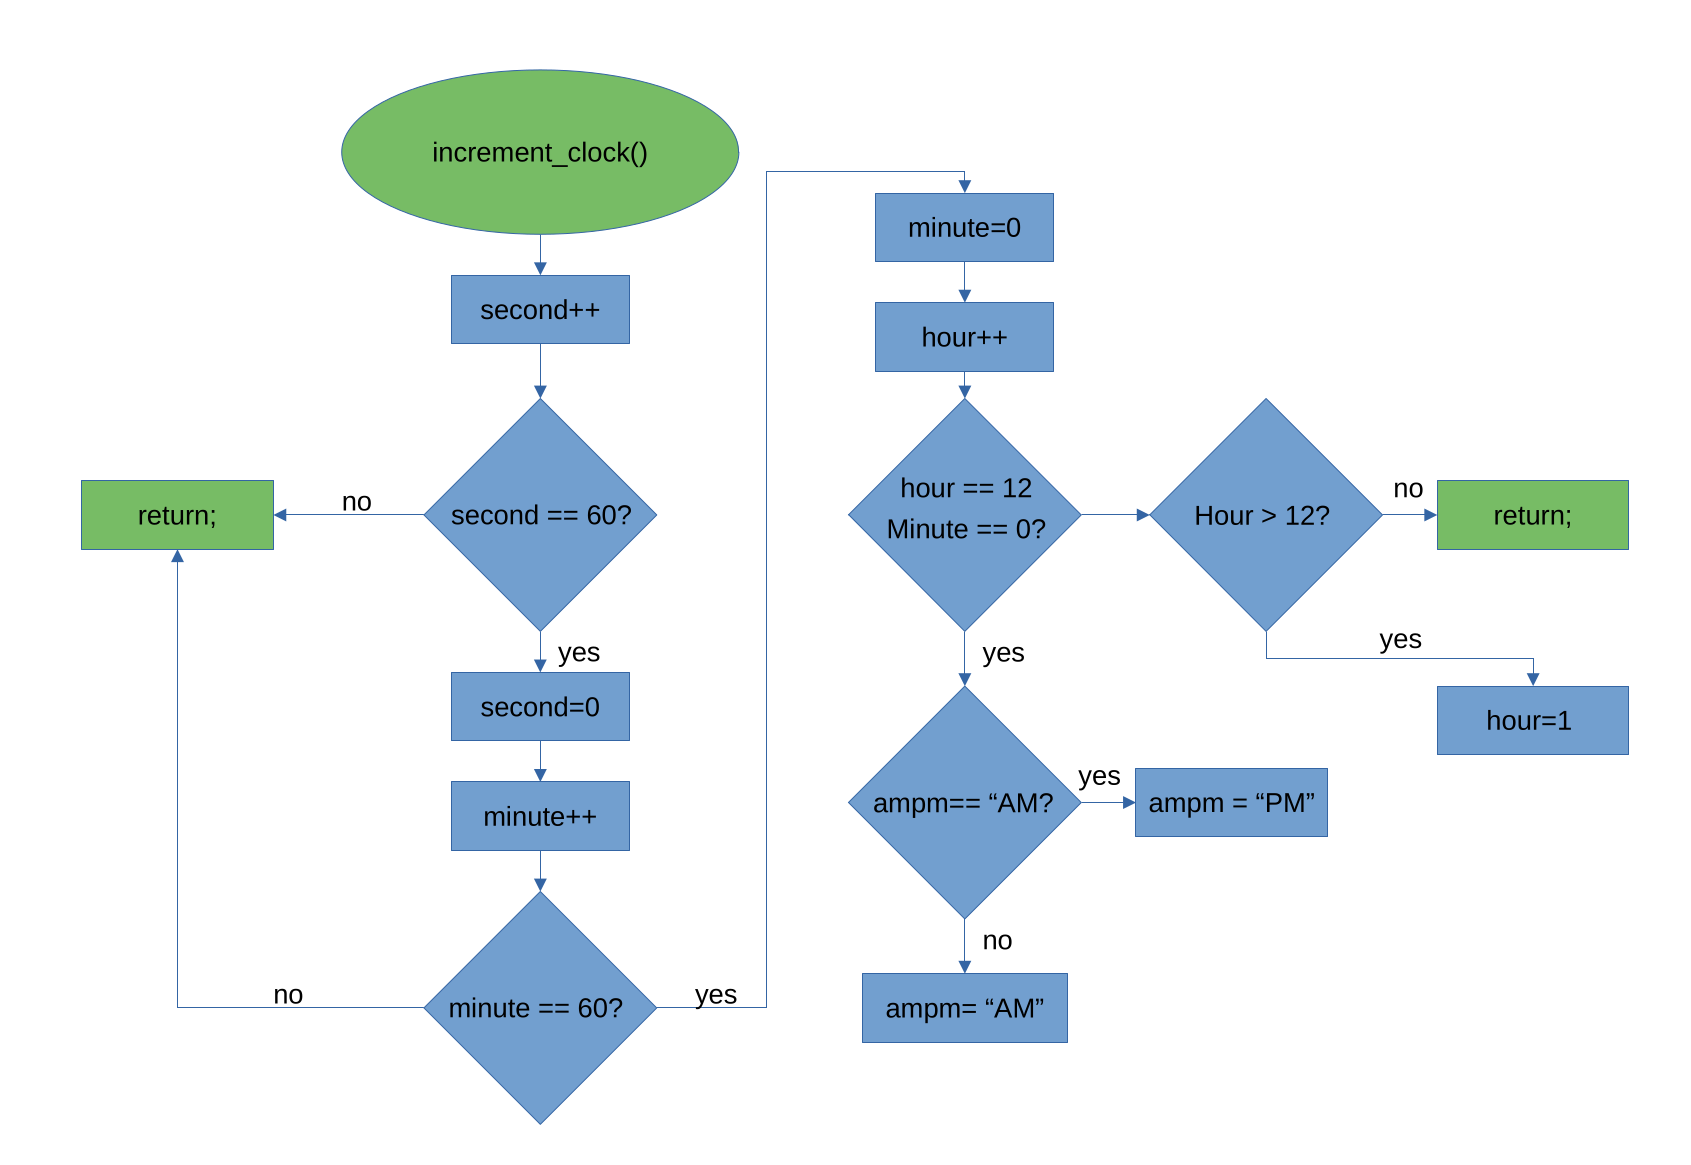 increment_clock()
second++
second == 60?
no
return;
yes
second=0
minute++
minute == 60?
no
yes
minute=0
hour++
hour == 12
Minute == 0?
Hour > 12?
no
return;
yes
hour=1
yes
ampm== “AM?
yes
ampm = “PM”
no
ampm= “AM”